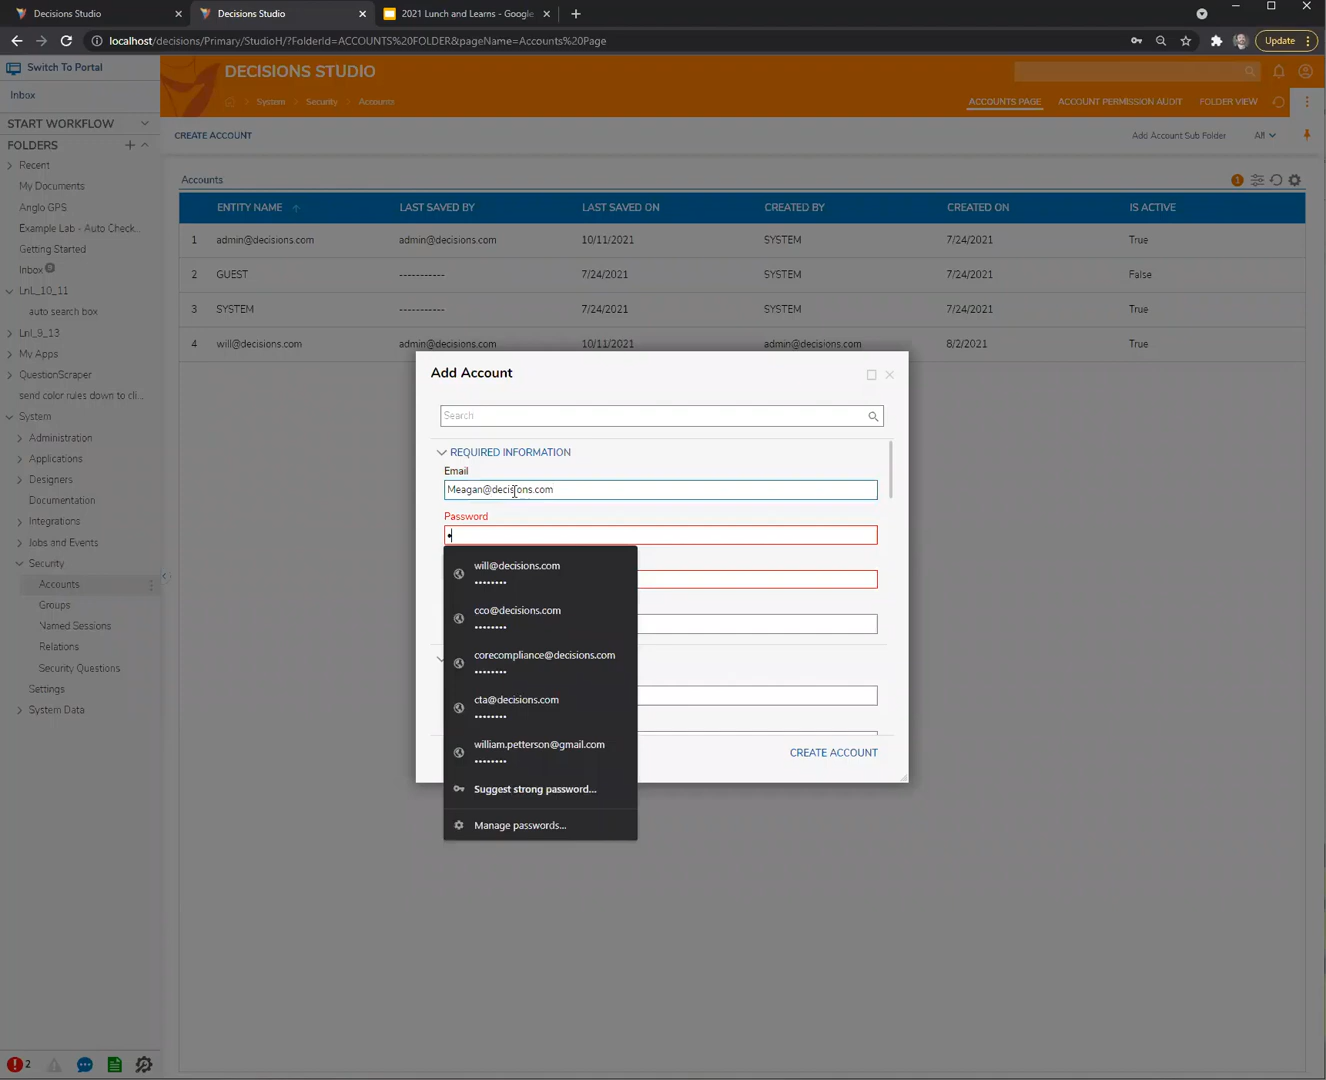 Decisions Studio
Decisions Studio
2021 Lunch and Learns - Google
localhost/decisions/Primary/StudioH/?FolderId=ACCOUNTS%20FOLDER&pageName=Accounts%20Page
Update
Switch To Portal
DECISIONS STUDIO
Inbox
System
Security
Accounts
ACCOUNTS PAGE
ACCOUNT PERMISSION AUDIT
FOLDER VIEW
START WORKFLOW
CREATE ACCOUNT
Add Account Sub Folder
All
FOLDERS
Recent
My Documents
Anglo GPS
Example Lab - Auto Check...
Getting Started
Inbox
LnL_10_11
auto search box
Lnl_9_13
My Apps
QuestionScraper
send color rules down to cli...
System
Administration
Applications
Designers
Documentation
Integrations
Jobs and Events
Security
Accounts
Groups
Named Sessions
Relations
Security Questions
Settings
System Data
2
Accounts
1
ENTITY NAME LAST SAVED BY LAST SAVED ON CREATED BY CREATED ON IS ACTIVE
1 admin@decisions.com admin@decisions.com 10/11/2021 SYSTEM 7/24/2021 True
2 GUEST ----------- 7/24/2021 SYSTEM 7/24/2021 False
3 SYSTEM ----------- 7/24/2021 SYSTEM 7/24/2021 True
4 will@decisions.com admin@decisions.com 10/11/2021 admin@decisions.com 8/2/2021 True
Add Account
Search
REQUIRED INFORMATION
Email
Meagan@decisions.com
Password
•
will@decisions.com
••••••••
cco@decisions.com
••••••••
corecompliance@decisions.com
••••••••
cta@decisions.com
••••••••
william.petterson@gmail.com
••••••••
Suggest strong password...
Manage passwords...
CREATE ACCOUNT